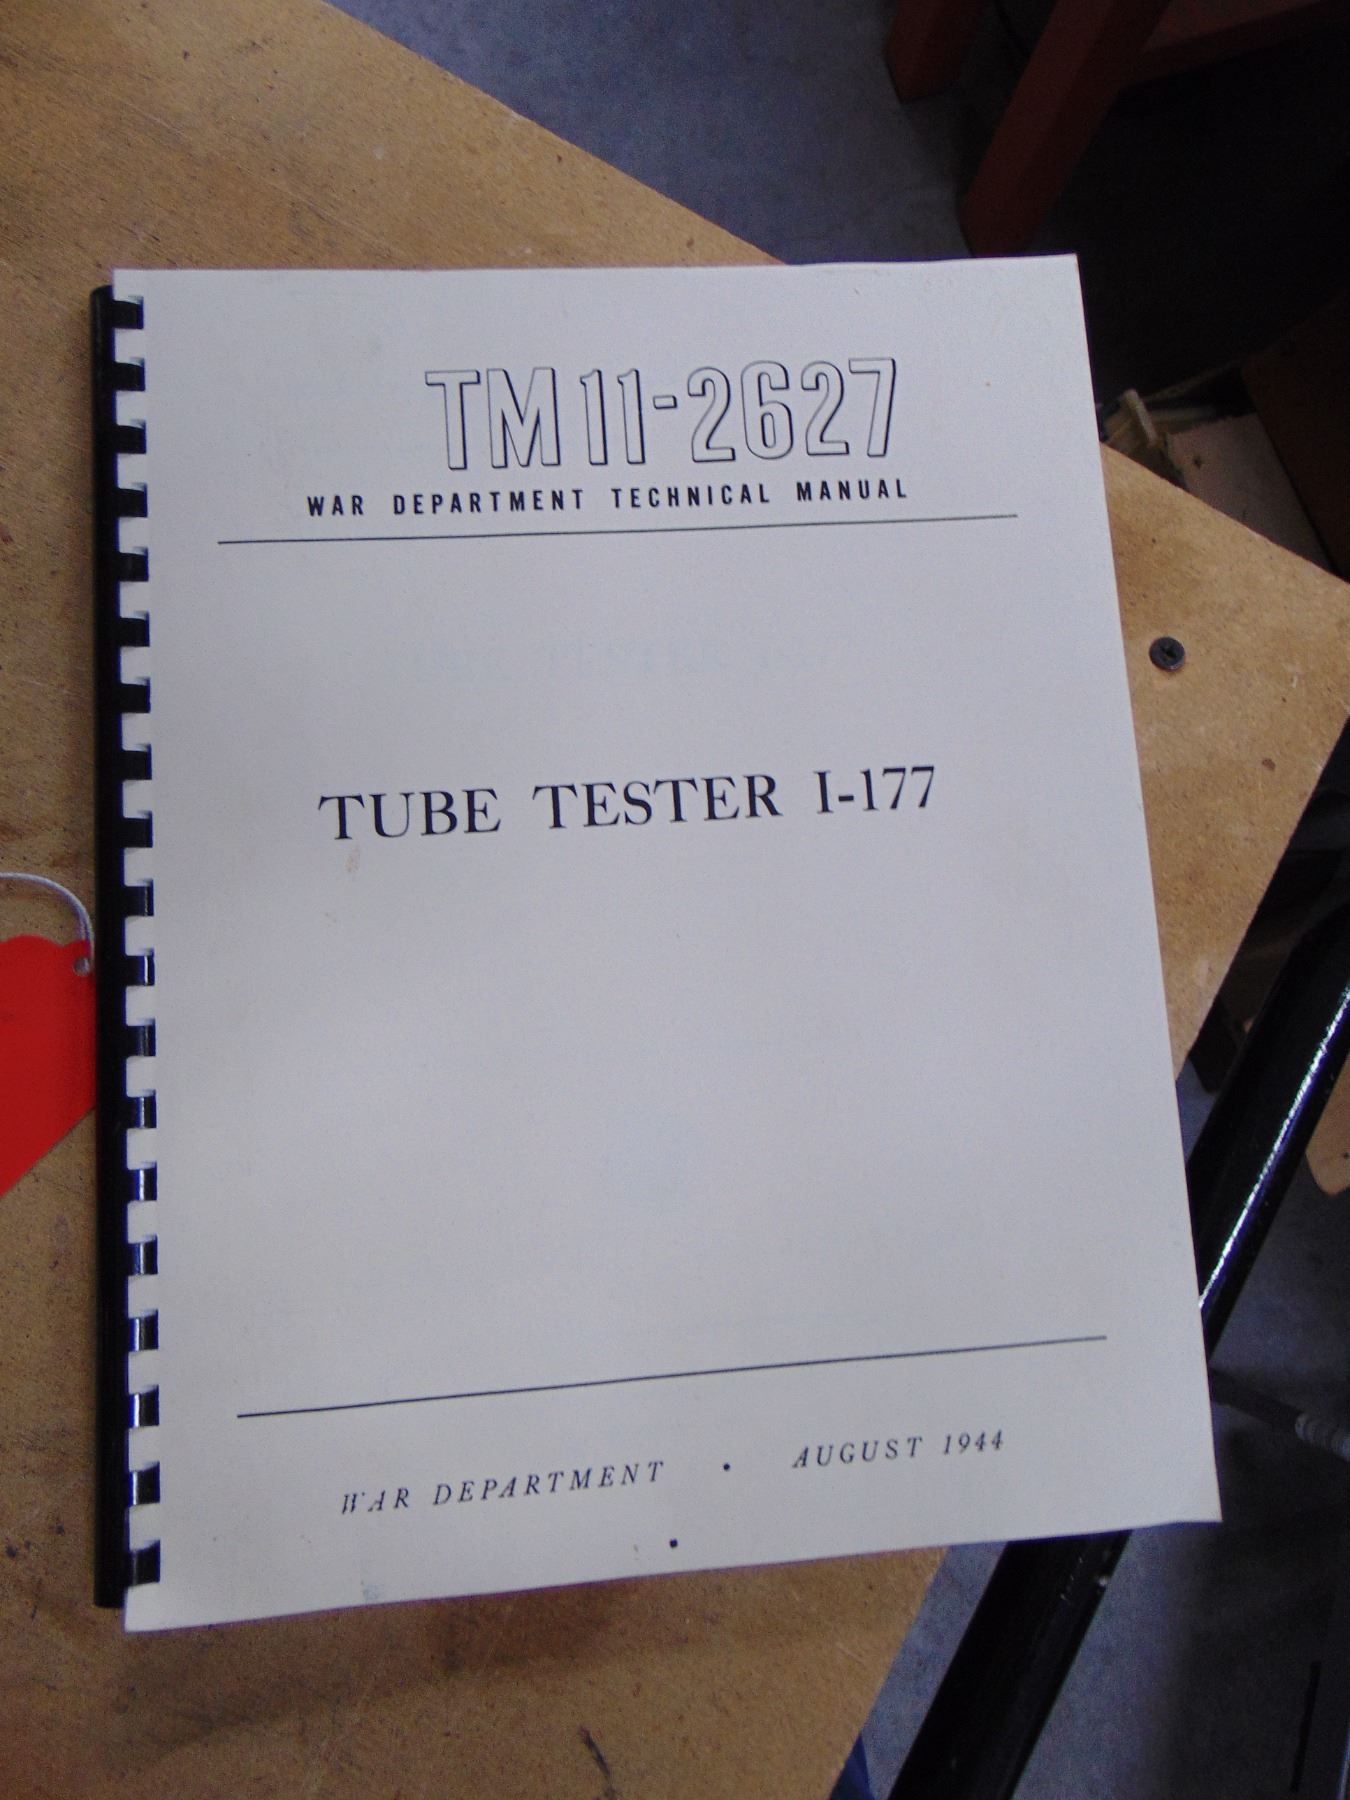 TM 11-2627
WAR DEPARTMENT TECHNICAL MANUAL
TUBE TESTER I-177
WAR DEPARTMENT • AUGUST 1944